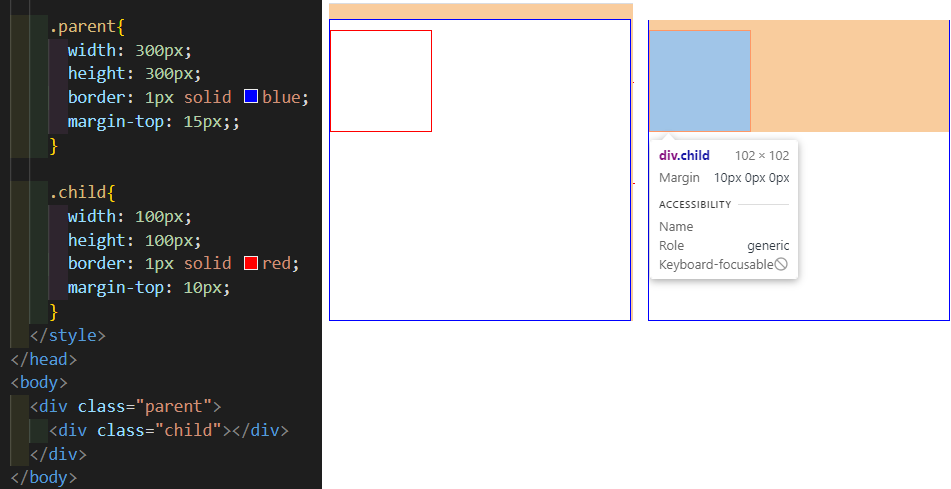 .parent{
width: 300px;
height: 300px;
border: 1px solid blue;
margin-top: 15px;;
}
.child{
width: 100px;
height: 100px;
border: 1px solid red;
margin-top: 10px;
}
</style>
</head>
<body>
<div class="parent">
<div class="child"></div>
</div>
</body>
div.child 102 × 102
Margin 10px 0px 0px
ACCESSIBILITY
Name
Role generic
Keyboard-focusable